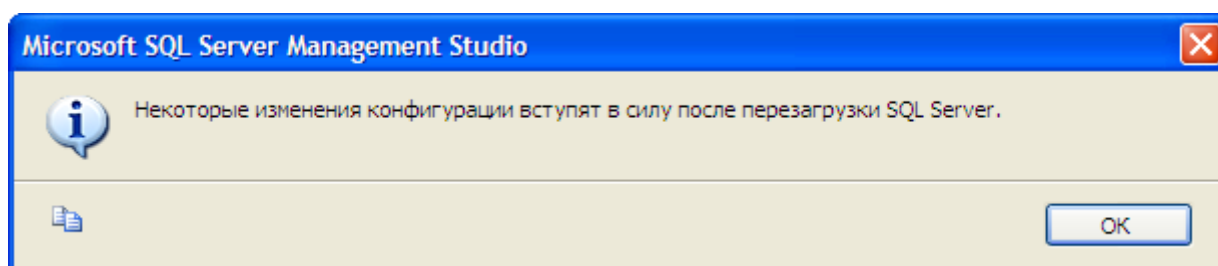 Microsoft SQL Server Management Studio
Некоторые изменения конфигурации вступят в силу после перезагрузки SQL Server.
OK